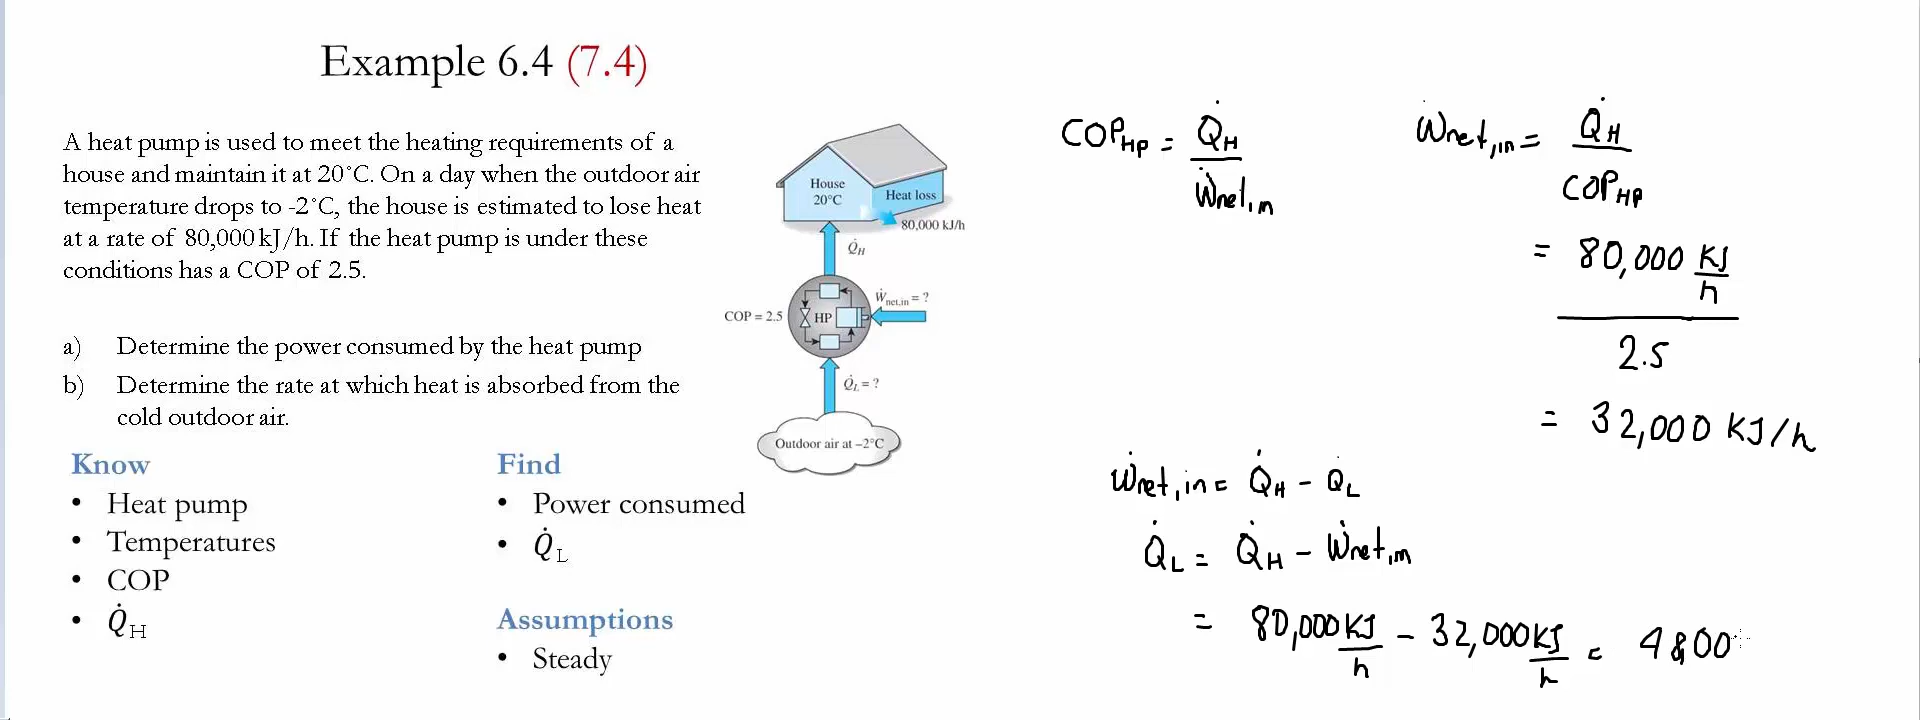 Example 6.4 (7.4)
A heat pump is used to meet the heating requirements of a
house and maintain it at 20˚C. On a day when the outdoor air
temperature drops to -2˚C, the house is estimated to lose heat
at a rate of 80,000 kJ/h. If the heat pump is under these
conditions has a COP of 2.5.
a) Determine the power consumed by the heat pump
b) Determine the rate at which heat is absorbed from the
cold outdoor air.
Know
• Heat pump
• Temperatures
• COP
• Q̇H
Find
• Power consumed
• Q̇L
Assumptions
• Steady
House
20°C
Heat loss
80,000 kJ/h
Q̇H
Ẇnet,in = ?
COP = 2.5
HP
Q̇L = ?
Outdoor air at –2°C
COPHP = Q̇H / Ẇnet,in
Ẇnet,in = Q̇H / COPHP
= 80,000 KJ/h / 2.5
= 32,000 KJ/h
Ẇnet,in = Q̇H - Q̇L
Q̇L = Q̇H - Ẇnet,in
= 80,000 KJ/h - 32,000 KJ/h = 48,00